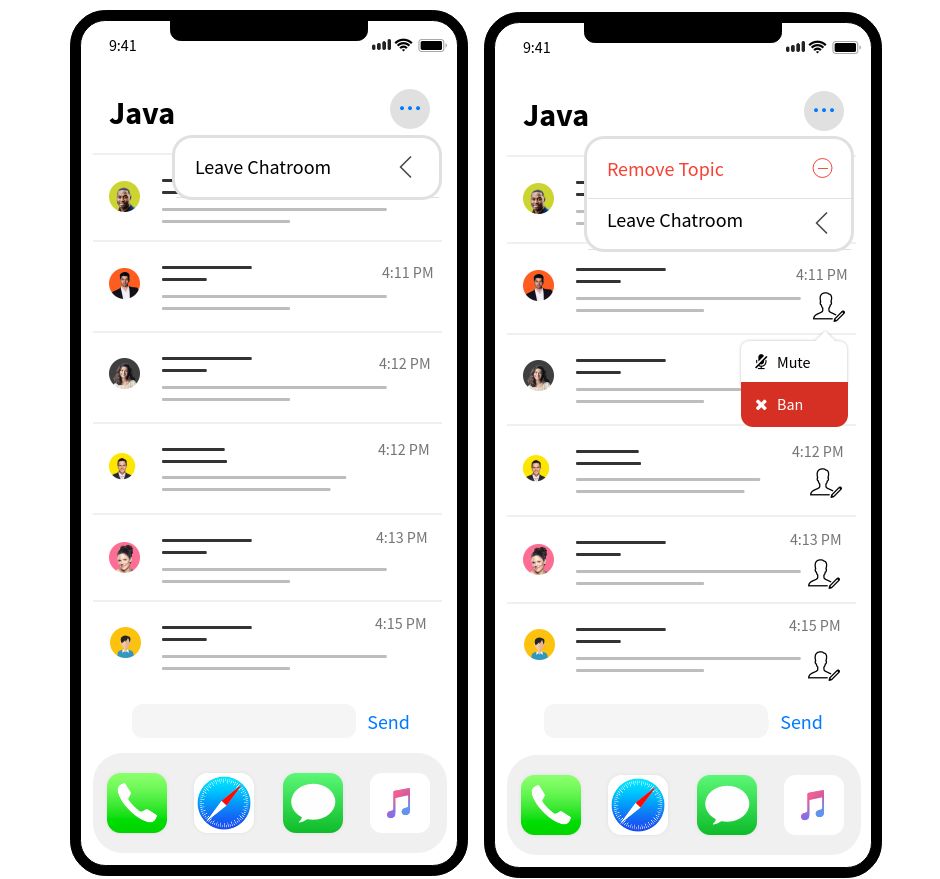 9:41
Java
Leave Chatroom
4:11 PM
4:12 PM
4:12 PM
4:13 PM
4:15 PM
Send
9:41
Java
Remove Topic
Leave Chatroom
4:11 PM
Mute
Ban
4:12 PM
4:13 PM
4:15 PM
Send